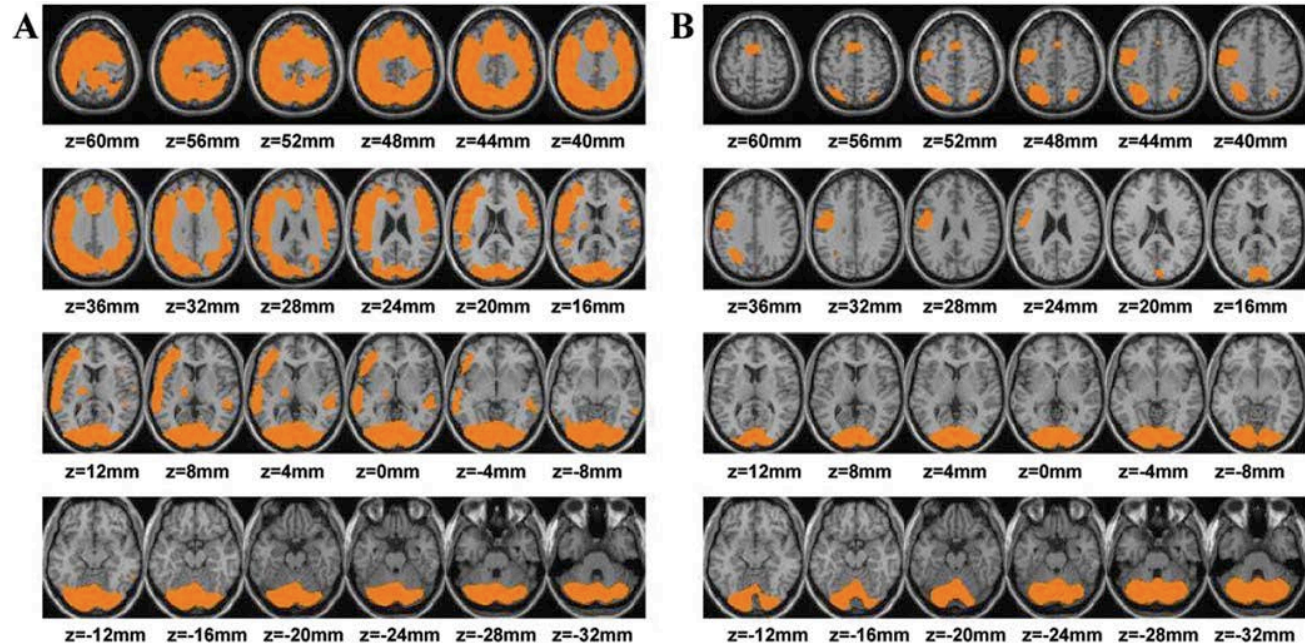 A
B
z=60mm z=56mm z=52mm z=48mm z=44mm z=40mm
z=60mm z=56mm z=52mm z=48mm z=44mm z=40mm
z=36mm z=32mm z=28mm z=24mm z=20mm z=16mm
z=36mm z=32mm z=28mm z=24mm z=20mm z=16mm
z=12mm z=8mm z=4mm z=0mm z=-4mm z=-8mm
z=12mm z=8mm z=4mm z=0mm z=-4mm z=-8mm
z=-12mm z=-16mm z=-20mm z=-24mm z=-28mm z=-32mm
z=-12mm z=-16mm z=-20mm z=-24mm z=-28mm z=-32mm